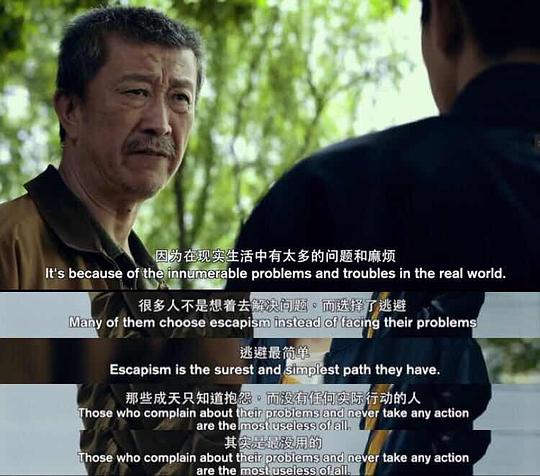 因为在现实生活中有太多的问题和麻烦
It's because of the innumerable problems and troubles in the real world.
很多人不是想着去解决问题，而选择了逃避
Many of them choose escapism instead of facing their problems
逃避最简单
Escapism is the surest and simplest path they have.
那些成天只知道抱怨，而没有任何实际行动的人
Those who complain about their problems and never take any action
are the most useless of all.
其实是最没用的
Those who complain about their problems and never take any action
are the most useless of all.